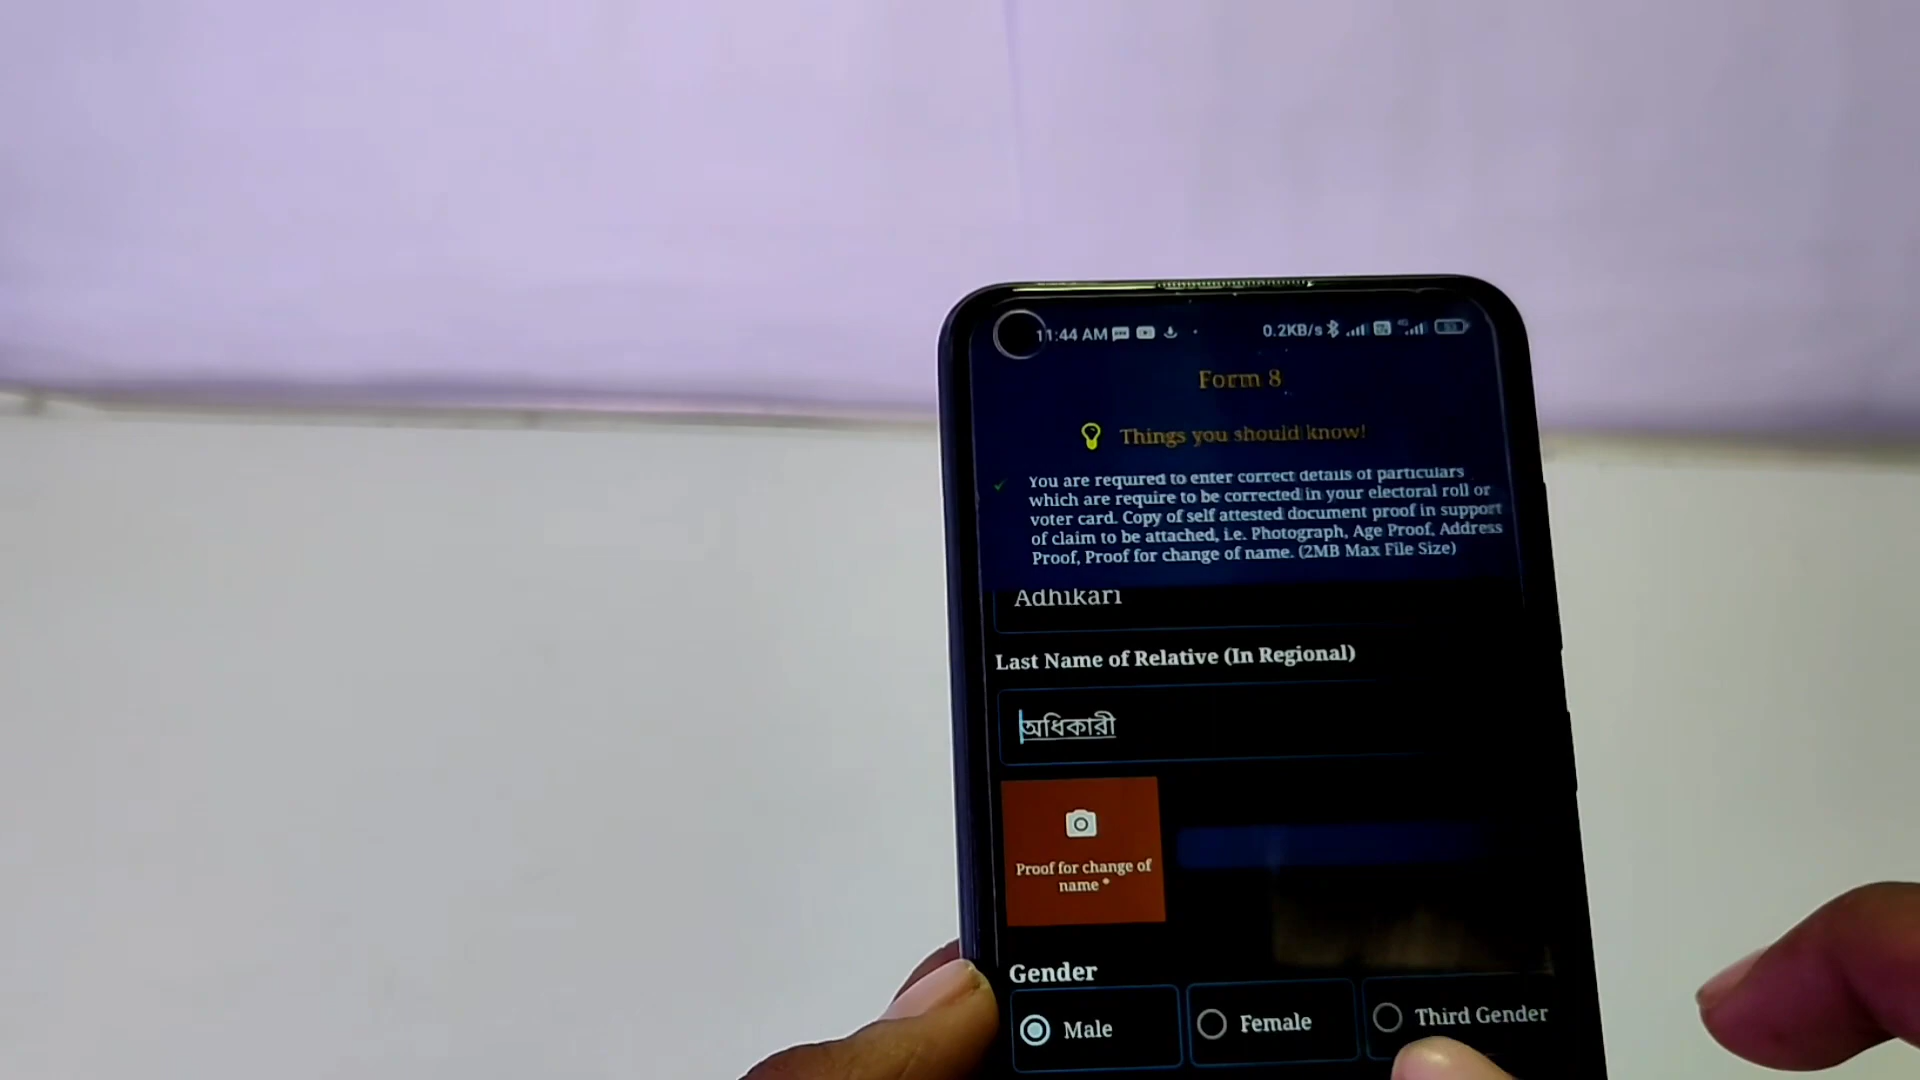 11:44 AM 0.2KB/s
Form 8
Things you should know!
You are required to enter correct details of particulars
which are require to be corrected in your electoral roll or
voter card. Copy of self attested document proof in support
of claim to be attached, i.e. Photograph, Age Proof, Address
Proof, Proof for change of name. (2MB Max File Size)
Adhikari
Last Name of Relative (In Regional)
অধিকারী
Proof for change of
name *
Gender
Male Female Third Gender